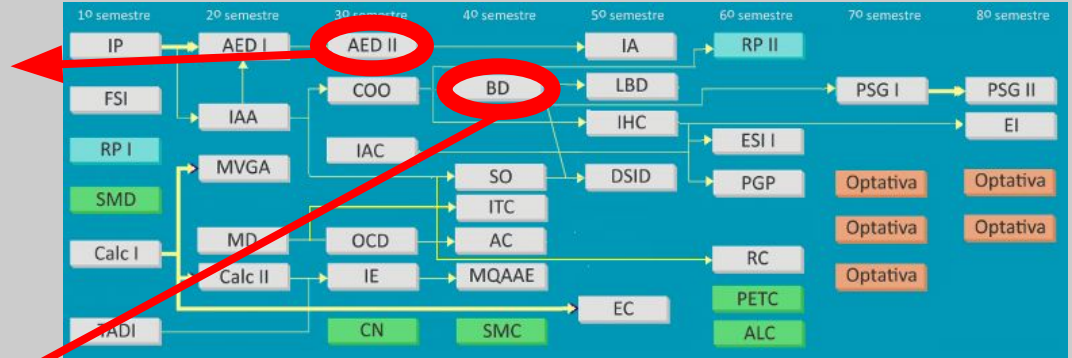 1º semestre 2º semestre 3º semestre 4º semestre 5º semestre 6º semestre 7º semestre 8º semestre
IP AED I AED II IA RP II
FSI COO BD LBD PSG I PSG II
IAA IHC EI
RP I IAC ESI I
MVGA SO DSID PGP Optativa Optativa
SMD ITC
MD OCD AC Optativa Optativa
Calc I RC
Calc II IE MQAAE Optativa
EC PETC
TADI CN SMC ALC